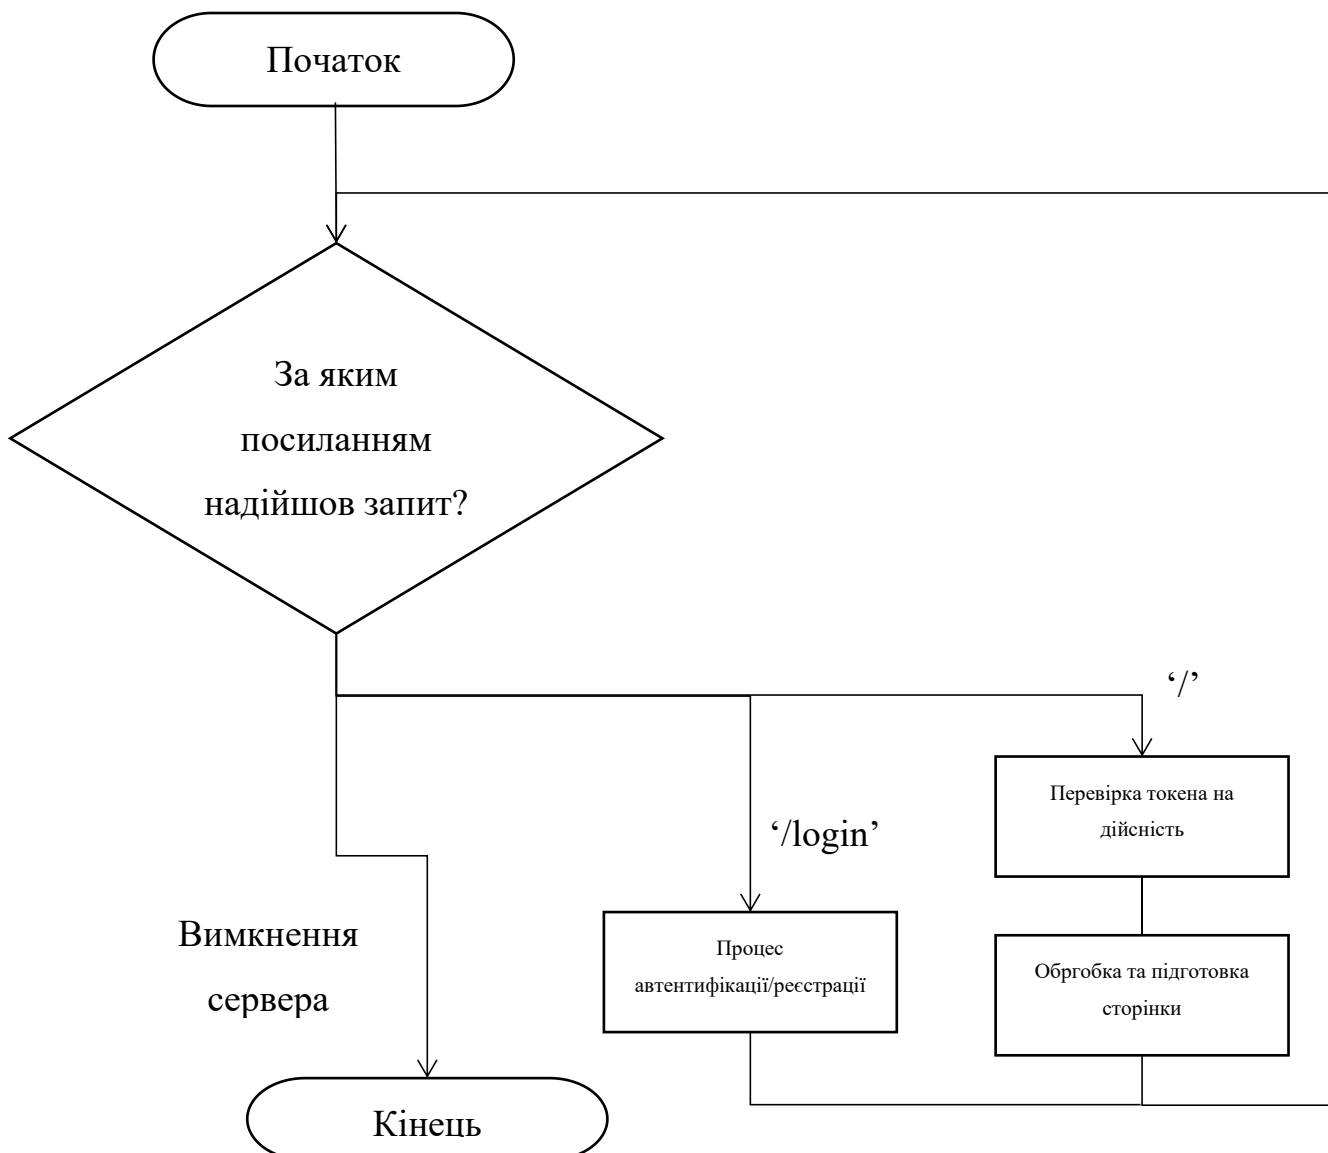 Початок
За яким
посиланням
надійшов запит?
‘/’
Перевірка токена на
дійсність
‘/login’
Вимкнення
сервера
Процес
автентифікації/реєстрації
Обргобка та підготовка
сторінки
Кінець